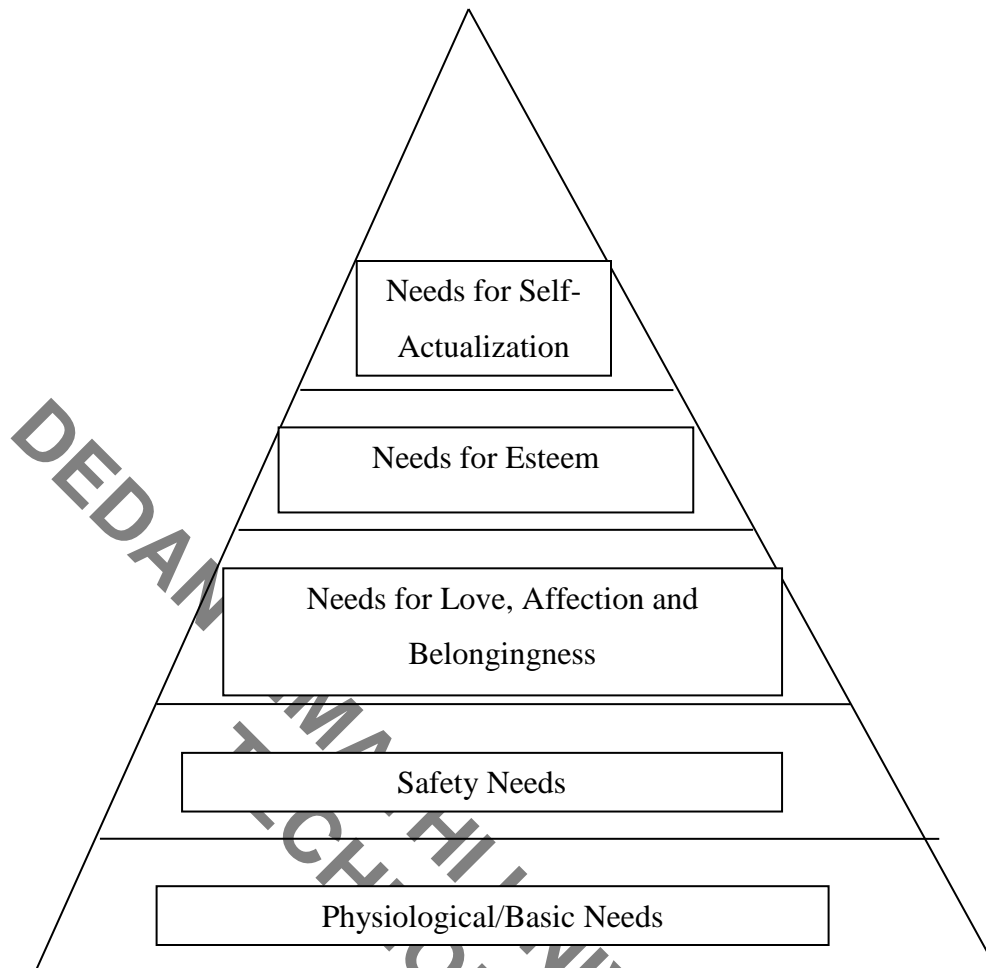 Needs for Self-
Actualization
Needs for Esteem
Needs for Love, Affection and
Belongingness
Safety Needs
Physiological/Basic Needs
DEDAN